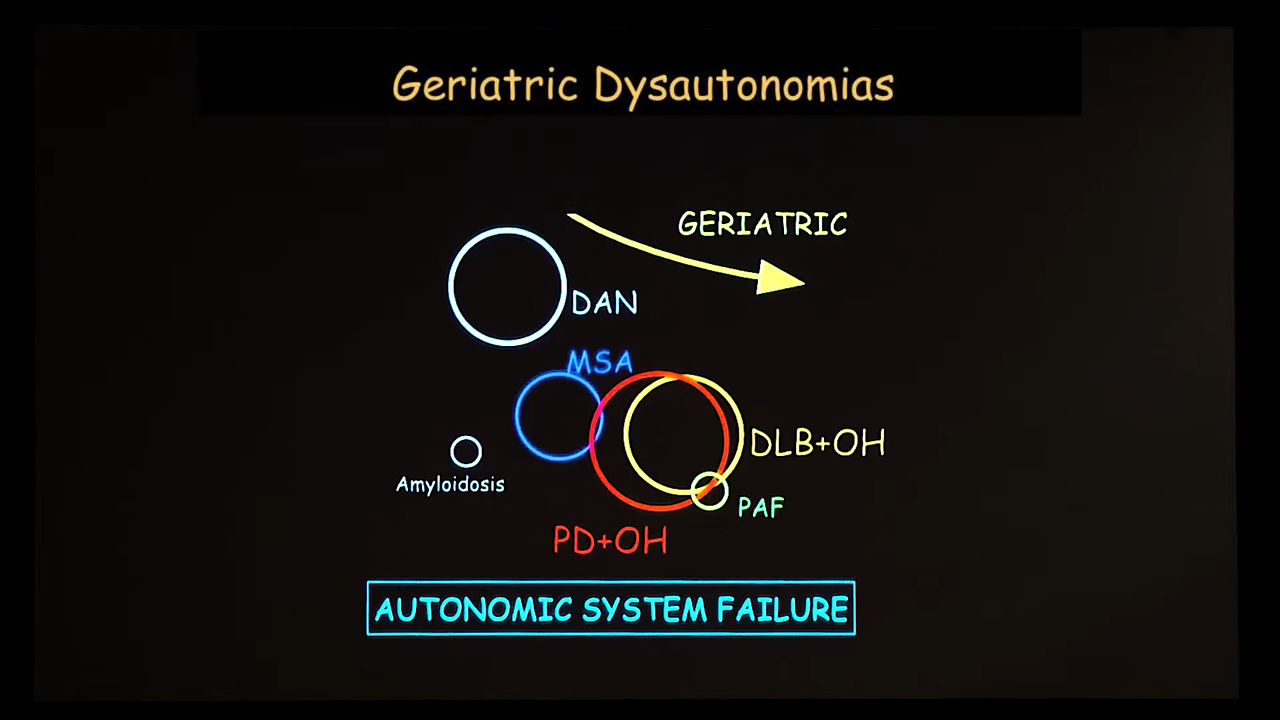 Geriatric Dysautonomias
GERIATRIC
DAN
MSA
DLB+OH
Amyloidosis
PAF
PD+OH
AUTONOMIC SYSTEM FAILURE